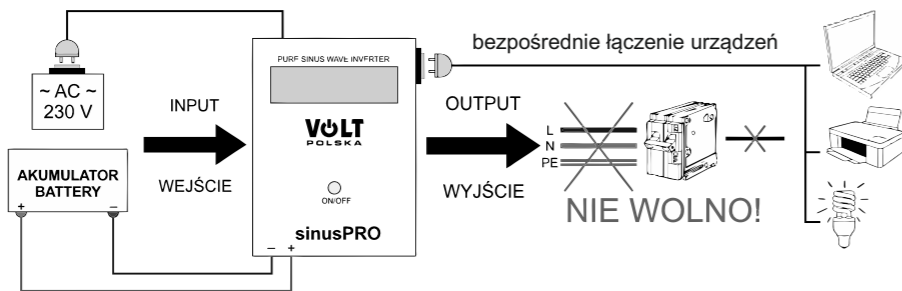 ~ AC ~
230 V
AKUMULATOR
BATTERY
+ –
INPUT
WEJŚCIE
PURE SINUS WAVE INVERTER
VOLT
POLSKA
ON/OFF
sinusPRO
– +
bezpośrednie łączenie urządzeń
OUTPUT
WYJŚCIE
L
N
PE
NIE WOLNO!